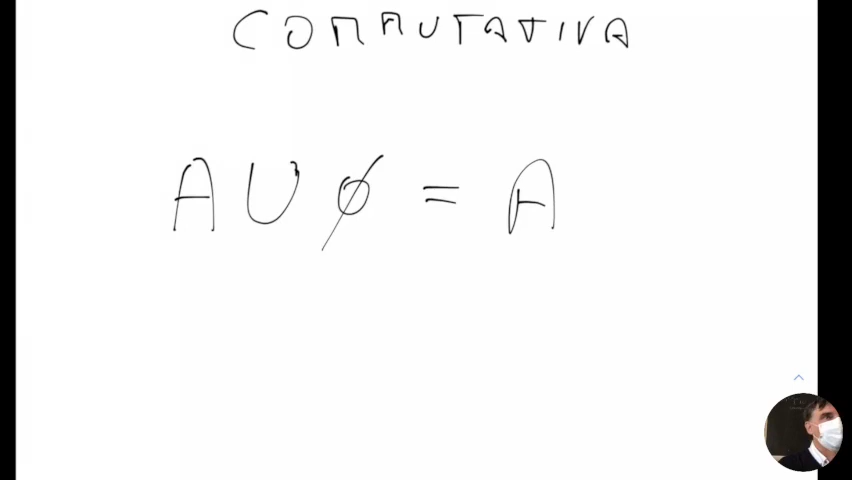 COMMUTATIVA
A ∪ ∅ = A